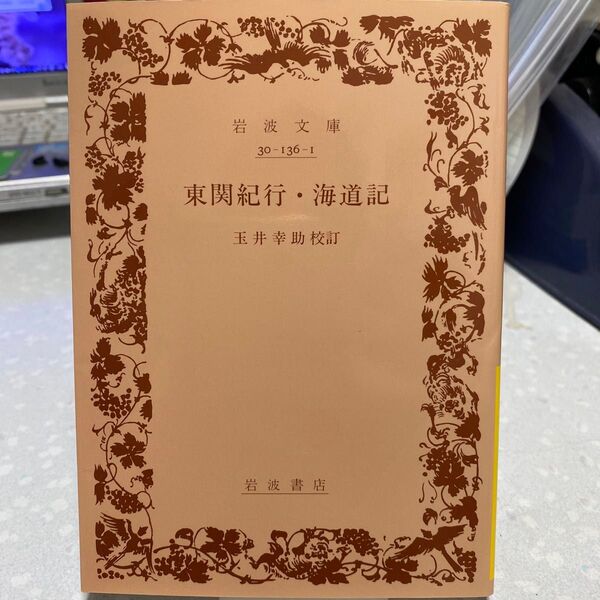 岩波文庫
30-136-1
東関紀行・海道記
玉井幸助校訂
岩波書店